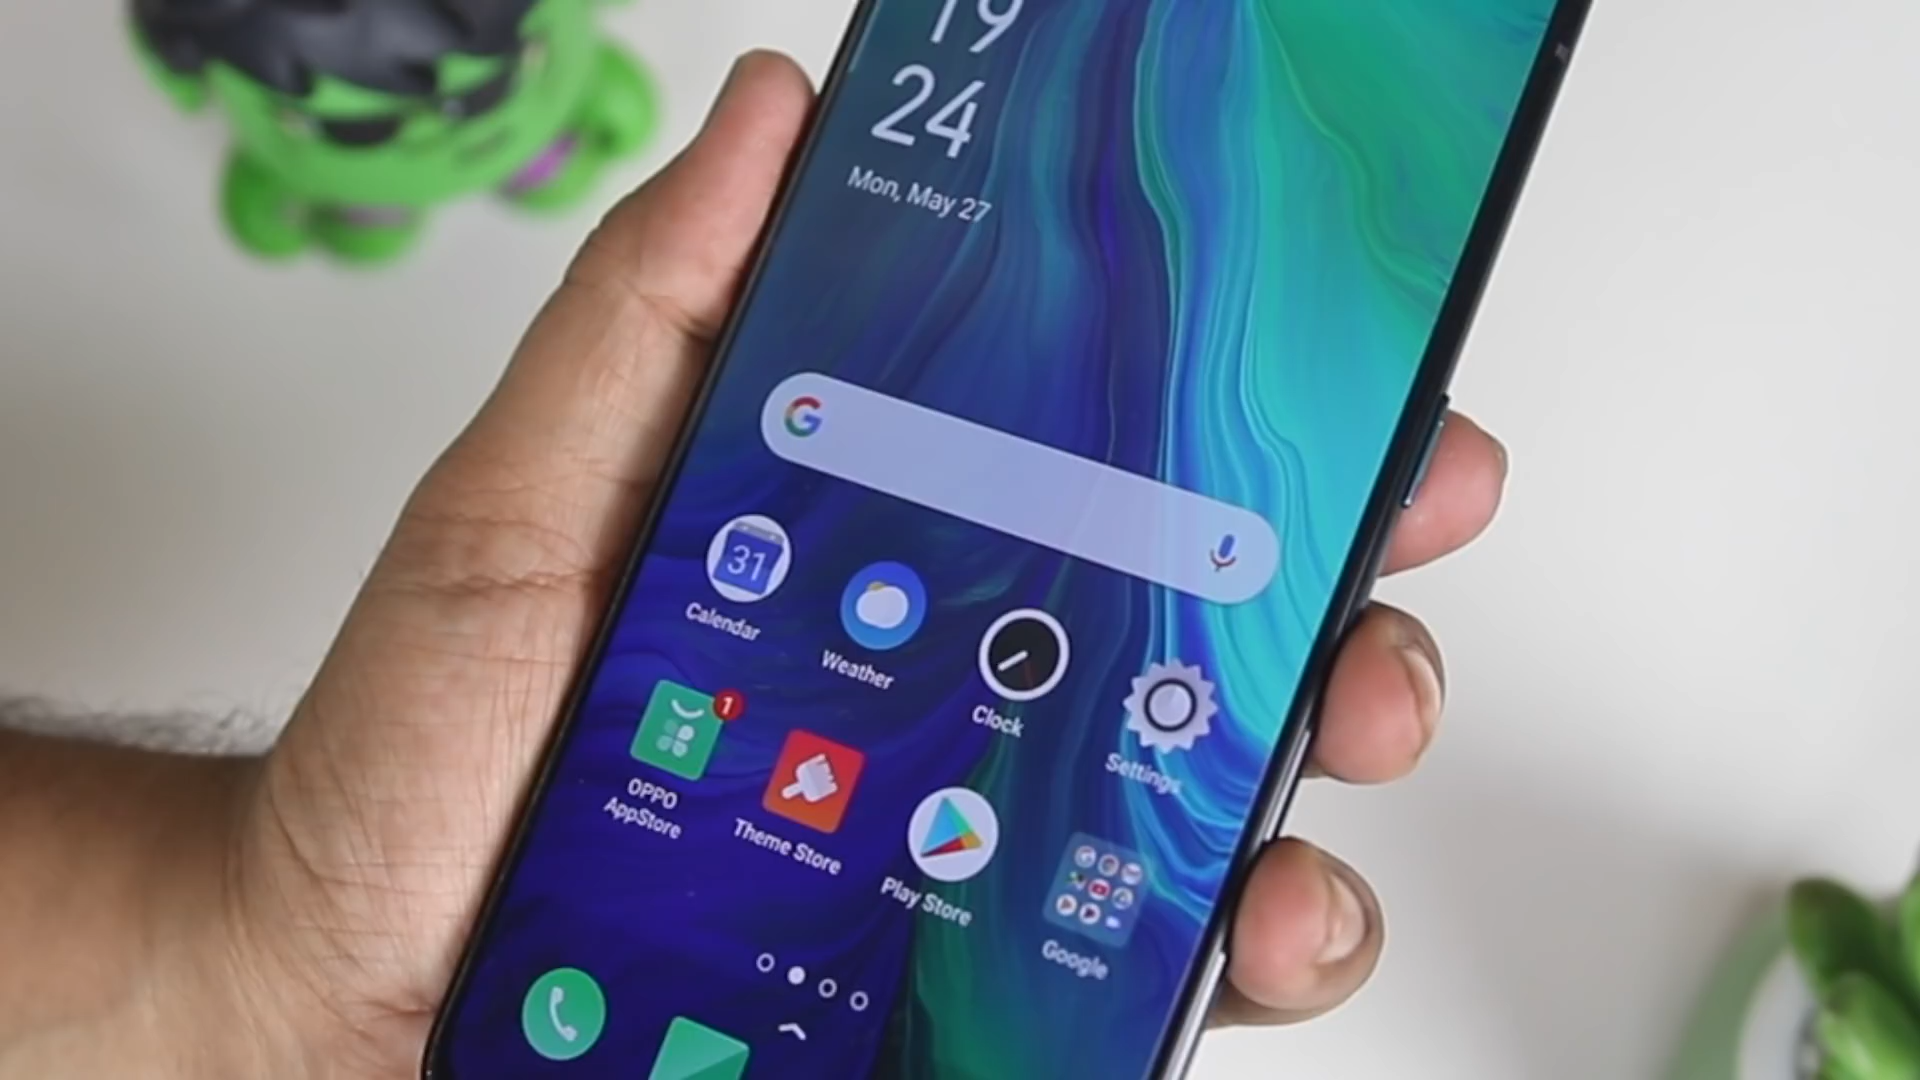 19
24
Mon, May 27
G
31
Calendar
Weather
Clock
Settings
1
OPPO
AppStore
Theme Store
Play Store
Google